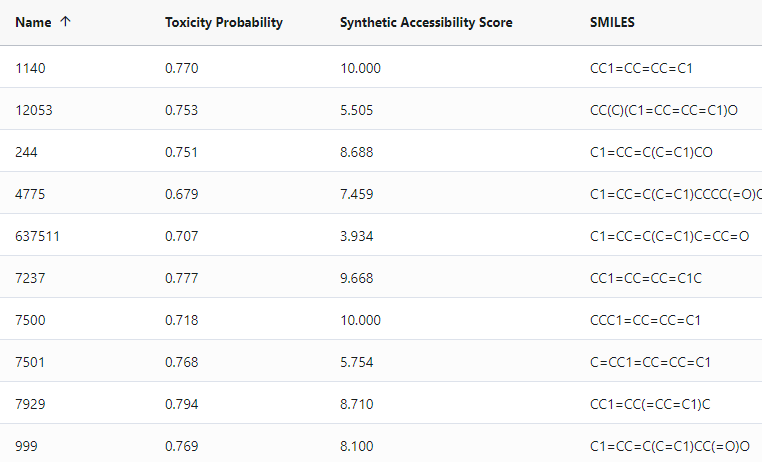 Name ↑ Toxicity Probability Synthetic Accessibility Score SMILES
1140 0.770 10.000 CC1=CC=CC=C1
12053 0.753 5.505 CC(C)(C1=CC=CC=C1)O
244 0.751 8.688 C1=CC=C(C=C1)CO
4775 0.679 7.459 C1=CC=C(C=C1)CCCC(=O)
637511 0.707 3.934 C1=CC=C(C=C1)C=CC=O
7237 0.777 9.668 CC1=CC=CC=C1C
7500 0.718 10.000 CCC1=CC=CC=C1
7501 0.768 5.754 C=CC1=CC=CC=C1
7929 0.794 8.710 CC1=CC(=CC=C1)C
999 0.769 8.100 C1=CC=C(C=C1)CC(=O)O